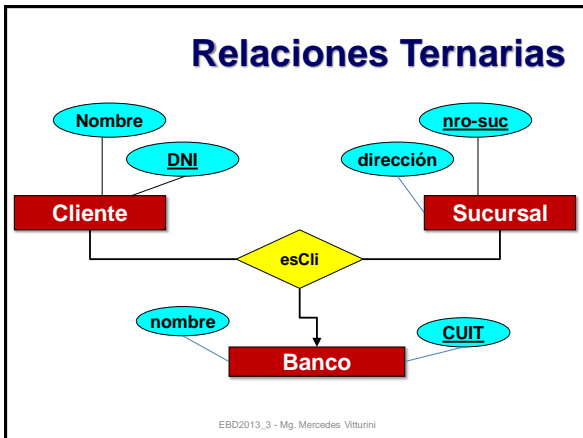 Relaciones Ternarias
Nombre
nro-suc
DNI
dirección
Cliente
Sucursal
esCli
nombre
CUIT
Banco
EBD2013_3 - Mg. Mercedes Vitturini